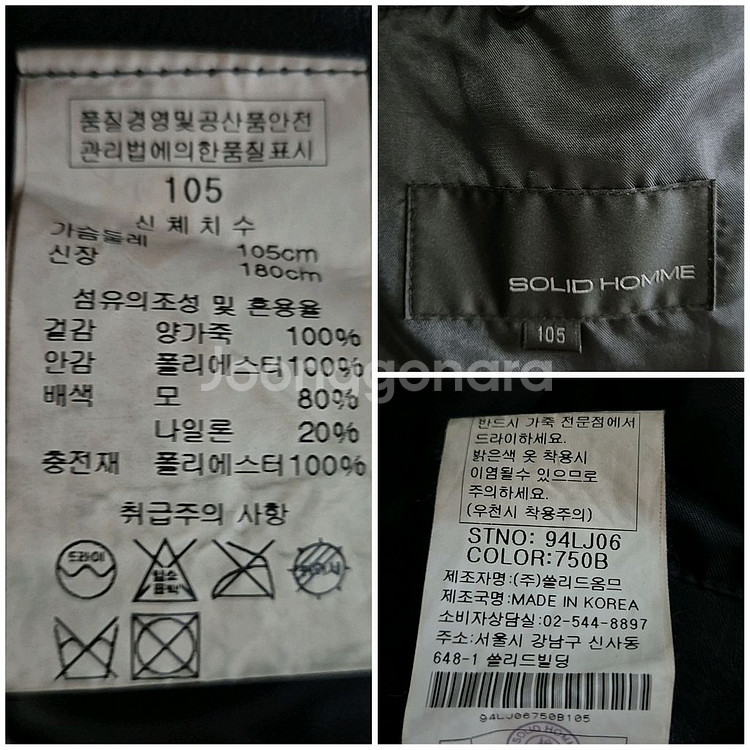 품질경영및공산품안전
관리법에의한품질표시
105
신 체 치 수
가슴둘레 105cm
신장 180cm
섬유의조성 및 혼용율
겉감 양가죽 100%
안감 폴리에스터 100%
배색 모 80%
나일론 20%
충전재 폴리에스터 100%
취급주의 사항
드라이
염소
표백
SOLID HOMME
105
Joonggonara
반드시 가죽 전문점에서
드라이하세요.
밝은색 옷 착용시
이염될수 있으므로
주의하세요.
(우천시 착용주의)
STNO: 94LJ06
COLOR:750B
제조자명:(주)쏠리드옴므
제조국명:MADE IN KOREA
소비자상담실:02-544-8897
주소:서울시 강남구 신사동
648-1 쏠리드빌딩
94LJ06750B105
SOLID HOMME